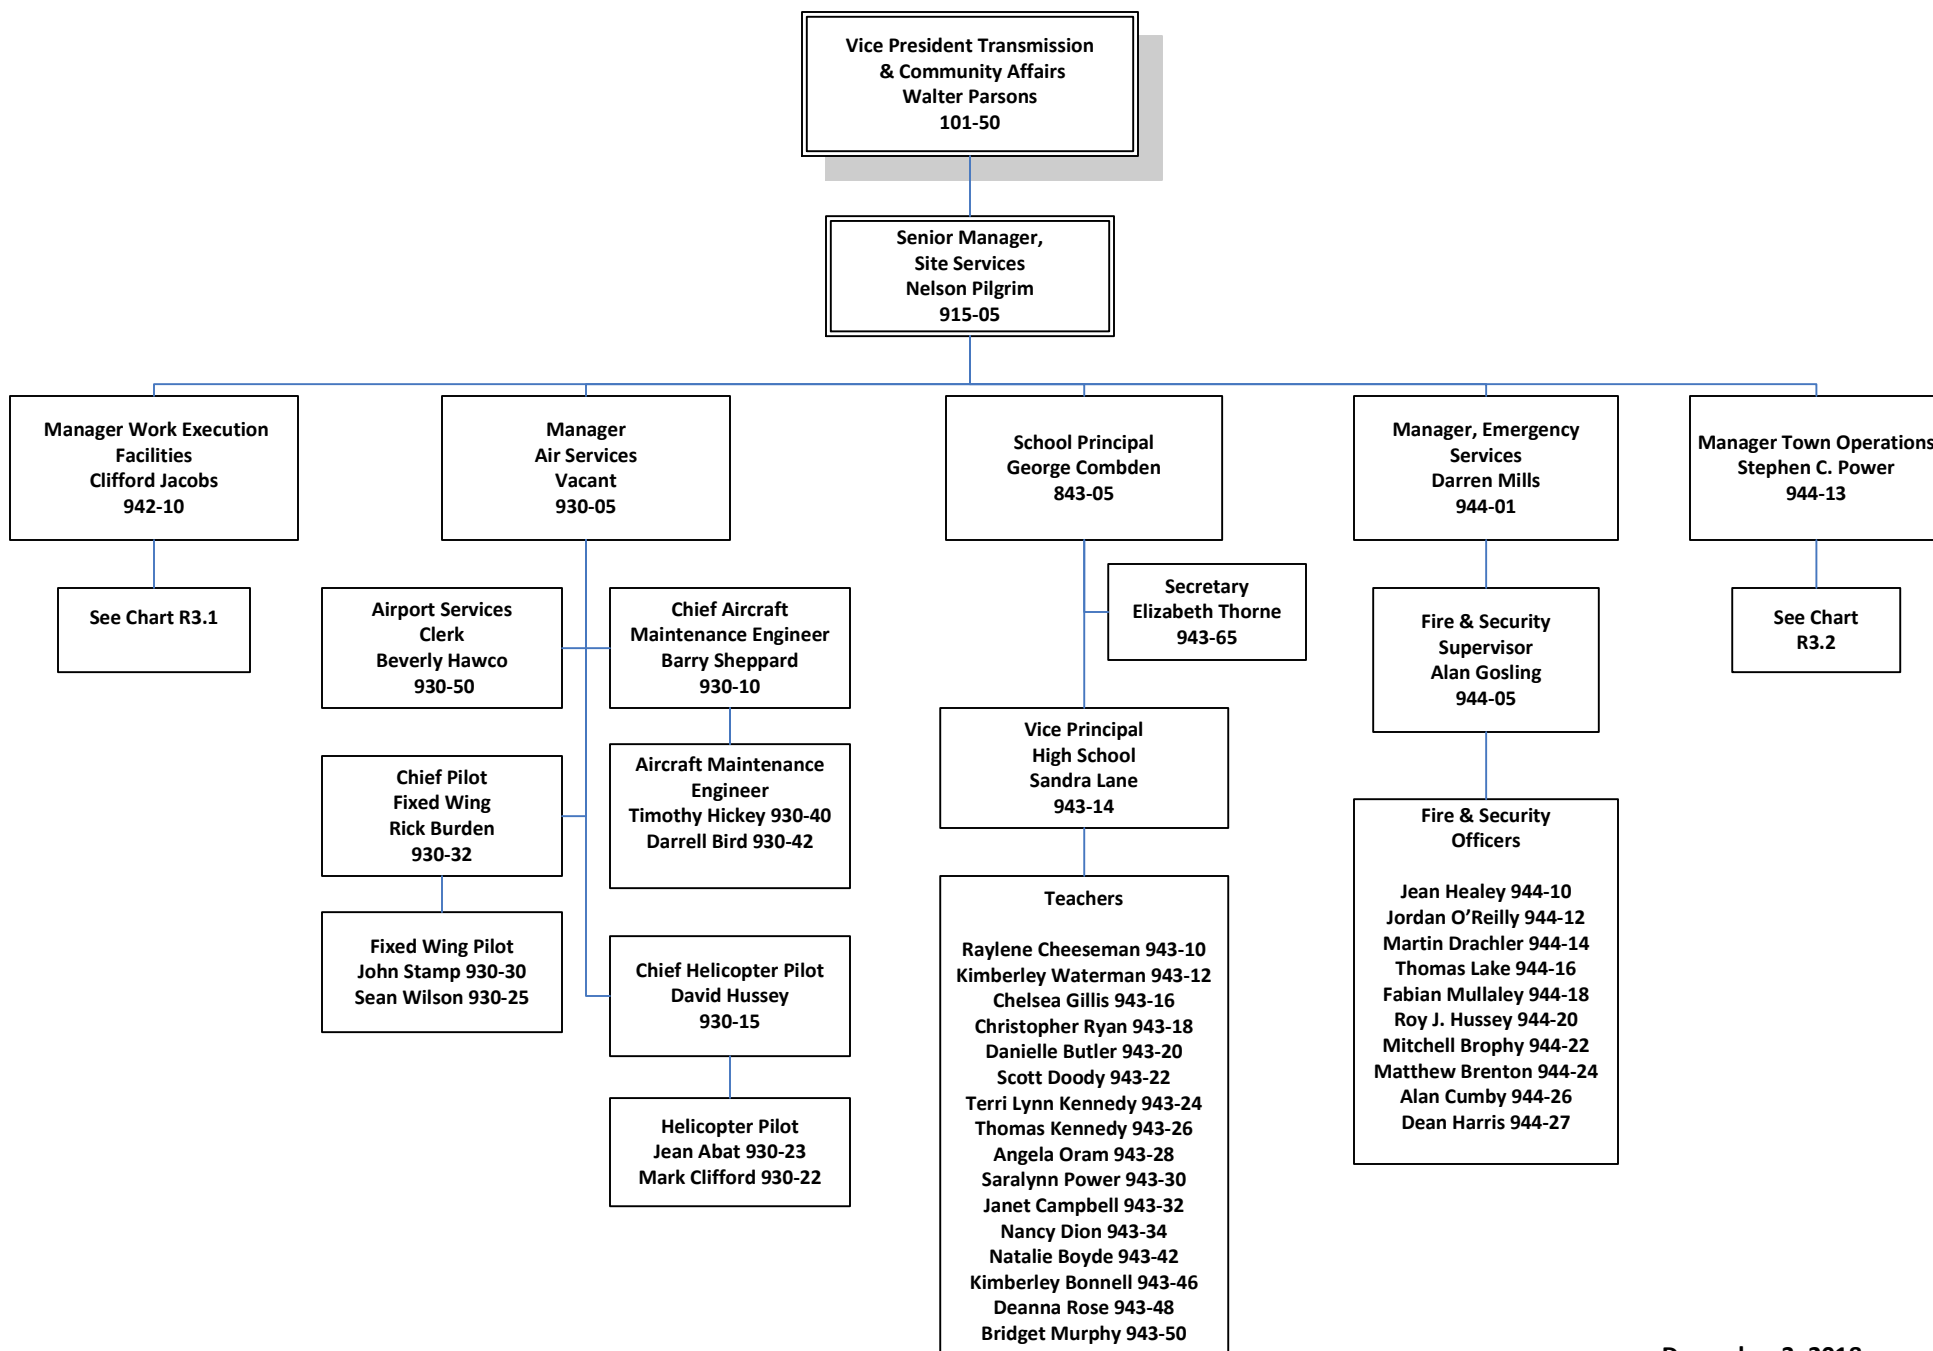 Vice President Transmission
& Community Affairs
Walter Parsons
101-50
Senior Manager,
Site Services
Nelson Pilgrim
915-05
Manager Work Execution
Facilities
Clifford Jacobs
942-10
See Chart R3.1
Manager
Air Services
Vacant
930-05
Airport Services
Clerk
Beverly Hawco
930-50
Chief Aircraft
Maintenance Engineer
Barry Sheppard
930-10
Aircraft Maintenance
Engineer
Timothy Hickey 930-40
Darrell Bird 930-42
Chief Pilot
Fixed Wing
Rick Burden
930-32
Fixed Wing Pilot
John Stamp 930-30
Sean Wilson 930-25
Chief Helicopter Pilot
David Hussey
930-15
Helicopter Pilot
Jean Abat 930-23
Mark Clifford 930-22
School Principal
George Combden
843-05
Secretary
Elizabeth Thorne
943-65
Vice Principal
High School
Sandra Lane
943-14
Teachers
Raylene Cheeseman 943-10
Kimberley Waterman 943-12
Chelsea Gillis 943-16
Christopher Ryan 943-18
Danielle Butler 943-20
Scott Doody 943-22
Terri Lynn Kennedy 943-24
Thomas Kennedy 943-26
Angela Oram 943-28
Saralynn Power 943-30
Janet Campbell 943-32
Nancy Dion 943-34
Natalie Boyde 943-42
Kimberley Bonnell 943-46
Deanna Rose 943-48
Bridget Murphy 943-50
Manager, Emergency
Services
Darren Mills
944-01
Fire & Security
Supervisor
Alan Gosling
944-05
Fire & Security
Officers
Jean Healey 944-10
Jordan O’Reilly 944-12
Martin Drachler 944-14
Thomas Lake 944-16
Fabian Mullaley 944-18
Roy J. Hussey 944-20
Mitchell Brophy 944-22
Matthew Brenton 944-24
Alan Cumby 944-26
Dean Harris 944-27
Manager Town Operations
Stephen C. Power
944-13
See Chart
R3.2
2018